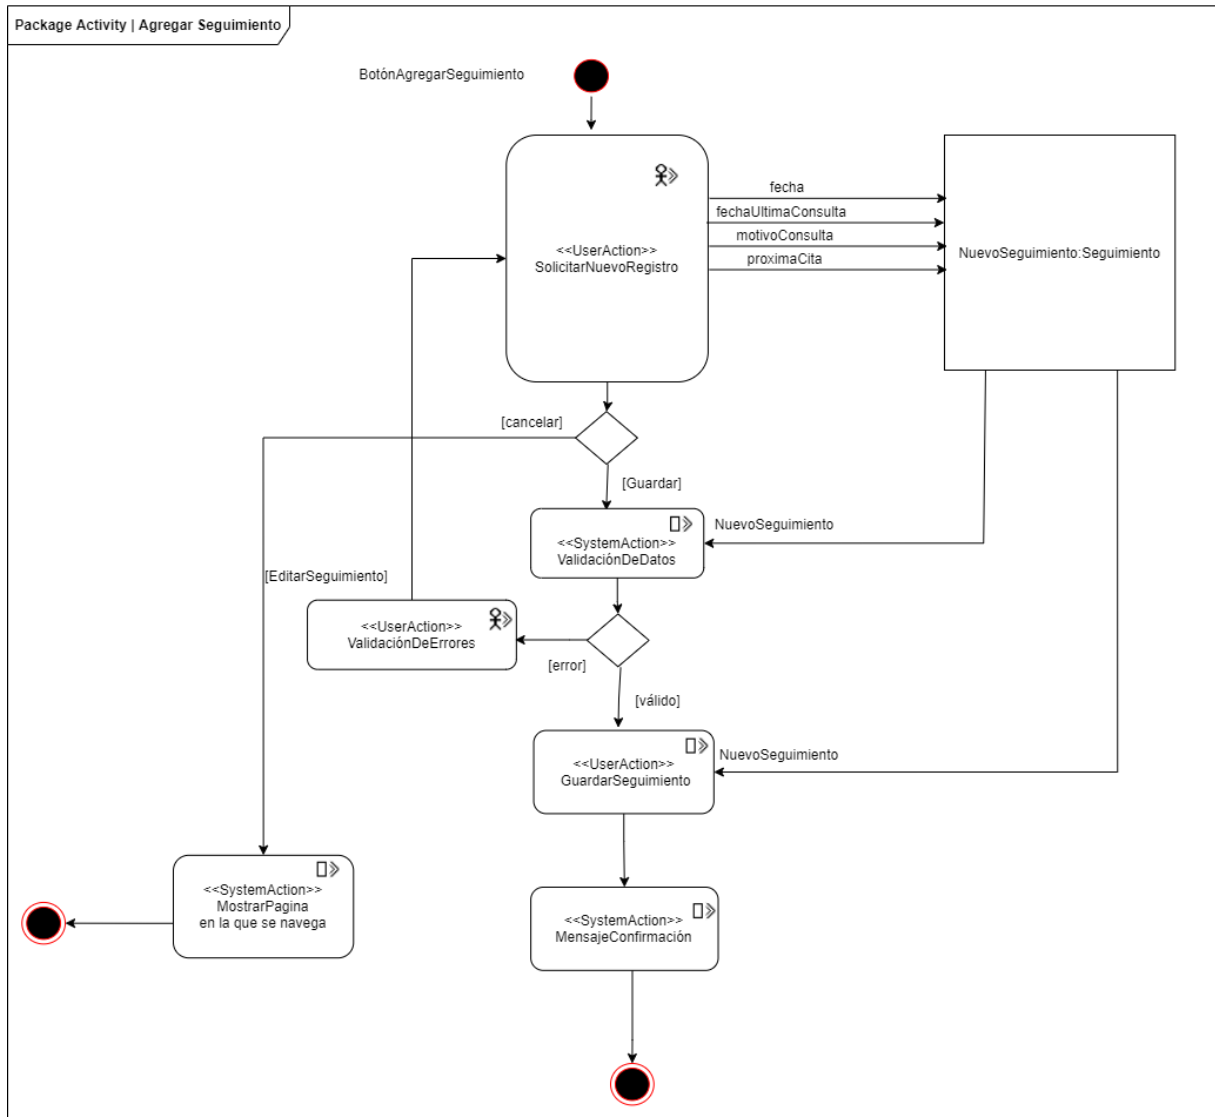 Package Activity | Agregar Seguimiento
BotónAgregarSeguimiento
fecha
fechaUltimaConsulta
<<UserAction>>
SolicitarNuevoRegistro
motivoConsulta
proximaCita
NuevoSeguimiento:Seguimiento
[cancelar]
[Guardar]
<<SystemAction>>
ValidaciónDeDatos
NuevoSeguimiento
[EditarSeguimiento]
<<UserAction>>
ValidaciónDeErrores
[error]
[válido]
<<UserAction>>
GuardarSeguimiento
NuevoSeguimiento
<<SystemAction>>
MostrarPagina
en la que se navega
<<SystemAction>>
MensajeConfirmación